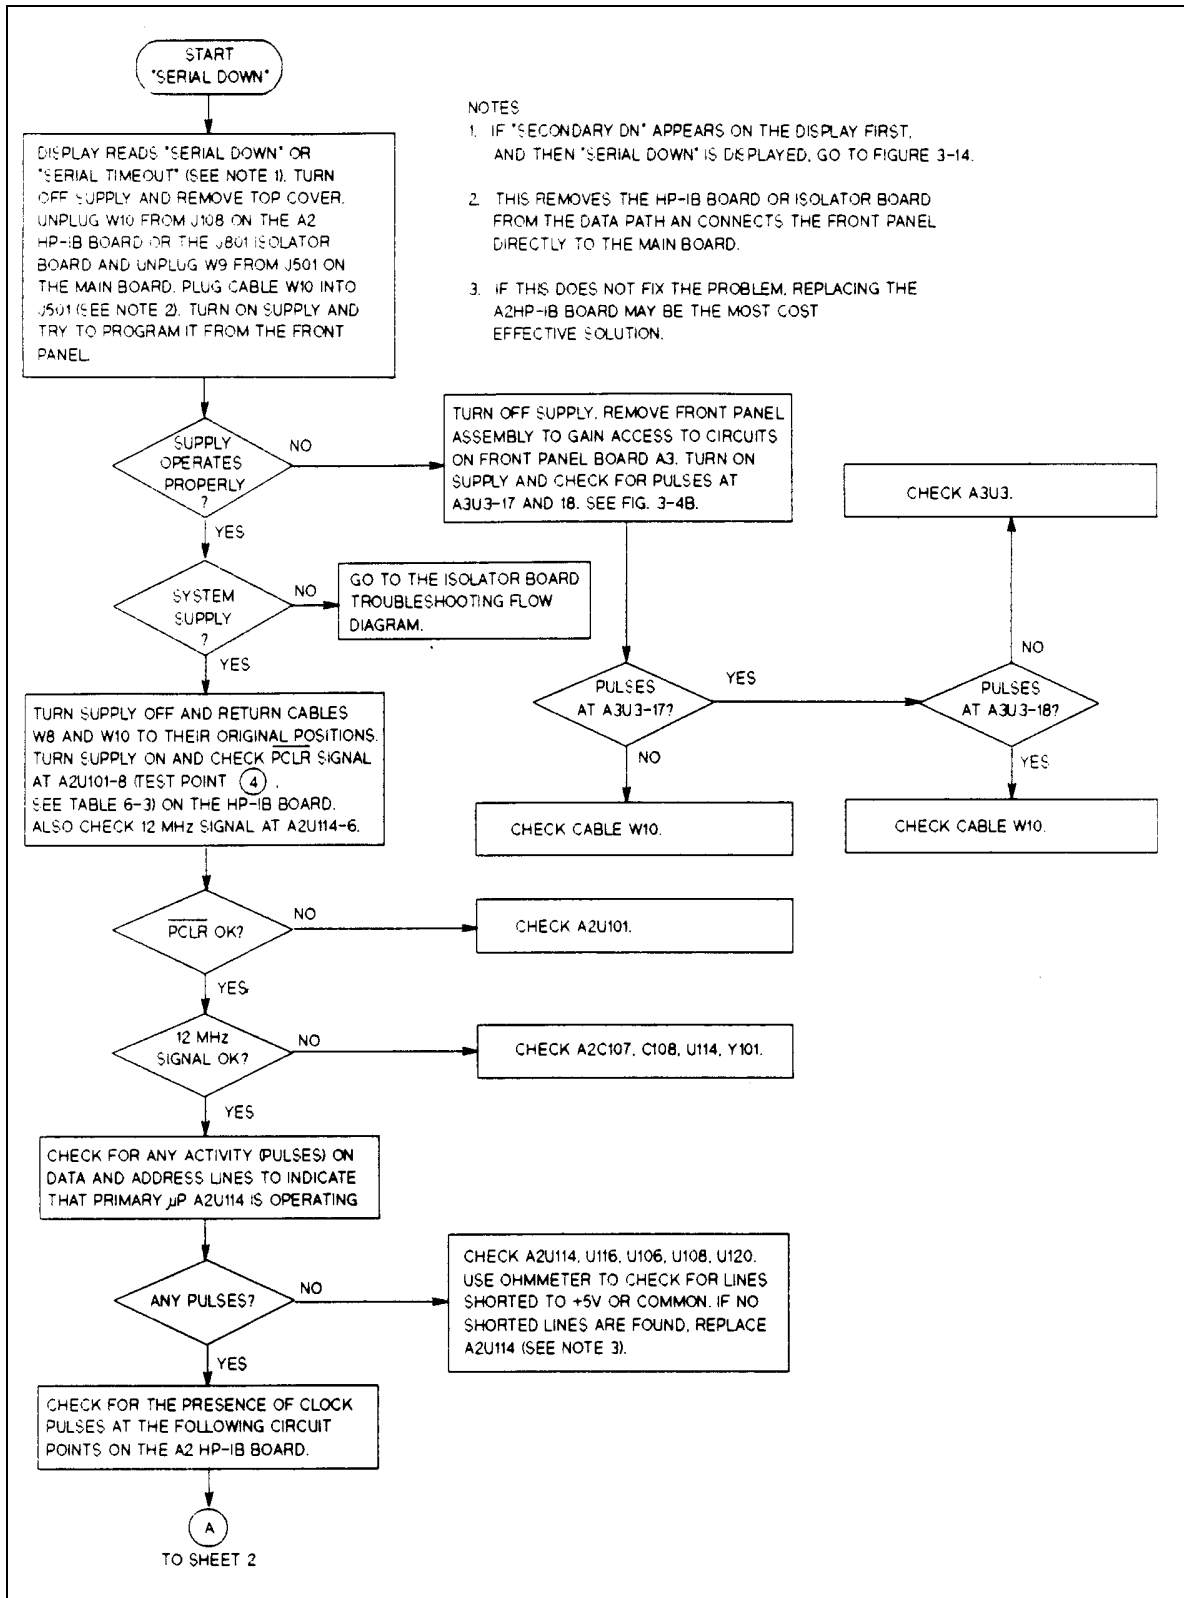 START
"SERIAL DOWN"
DISPLAY READS "SERIAL DOWN" OR
"SERIAL TIMEOUT" (SEE NOTE 1). TURN
OFF SUPPLY AND REMOVE TOP COVER.
UNPLUG W10 FROM J108 ON THE A2
HP-IB BOARD OR THE J801 ISOLATOR
BOARD AND UNPLUG W9 FROM J501 ON
THE MAIN BOARD. PLUG CABLE W10 INTO
J501 (SEE NOTE 2). TURN ON SUPPLY AND
TRY TO PROGRAM IT FROM THE FRONT
PANEL.
NOTES
1. IF "SECONDARY DN" APPEARS ON THE DISPLAY FIRST,
AND THEN "SERIAL DOWN" IS DISPLAYED, GO TO FIGURE 3-14.
2. THIS REMOVES THE HP-IB BOARD OR ISOLATOR BOARD
FROM THE DATA PATH AN CONNECTS THE FRONT PANEL
DIRECTLY TO THE MAIN BOARD.
3. IF THIS DOES NOT FIX THE PROBLEM, REPLACING THE
A2HP-IB BOARD MAY BE THE MOST COST
EFFECTIVE SOLUTION.
SUPPLY
OPERATES
PROPERLY
?
NO
YES
TURN OFF SUPPLY, REMOVE FRONT PANEL
ASSEMBLY TO GAIN ACCESS TO CIRCUITS
ON FRONT PANEL BOARD A3. TURN ON
SUPPLY AND CHECK FOR PULSES AT
A3U3-17 AND 18. SEE FIG. 3-4B.
CHECK A3U3.
SYSTEM
SUPPLY
?
NO
YES
GO TO THE ISOLATOR BOARD
TROUBLESHOOTING FLOW
DIAGRAM.
PULSES
AT A3U3-17?
YES
NO
PULSES
AT A3U3-18?
NO
YES
TURN SUPPLY OFF AND RETURN CABLES
W8 AND W10 TO THEIR ORIGINAL POSITIONS.
TURN SUPPLY ON AND CHECK P̅C̅L̅R̅ SIGNAL
AT A2U101-8 (TEST POINT 4 ,
SEE TABLE 6-3) ON THE HP-IB BOARD.
ALSO CHECK 12 MHz SIGNAL AT A2U114-6.
CHECK CABLE W10.
CHECK CABLE W10.
P̅C̅L̅R̅ OK?
NO
YES
CHECK A2U101.
12 MHz
SIGNAL OK?
NO
YES
CHECK A2C107, C108, U114, Y101.
CHECK FOR ANY ACTIVITY (PULSES) ON
DATA AND ADDRESS LINES TO INDICATE
THAT PRIMARY µP A2U114 IS OPERATING
ANY PULSES?
NO
YES
CHECK A2U114, U116, U106, U108, U120.
USE OHMMETER TO CHECK FOR LINES
SHORTED TO +5V OR COMMON. IF NO
SHORTED LINES ARE FOUND, REPLACE
A2U114 (SEE NOTE 3).
CHECK FOR THE PRESENCE OF CLOCK
PULSES AT THE FOLLOWING CIRCUIT
POINTS ON THE A2 HP-IB BOARD.
A
TO SHEET 2